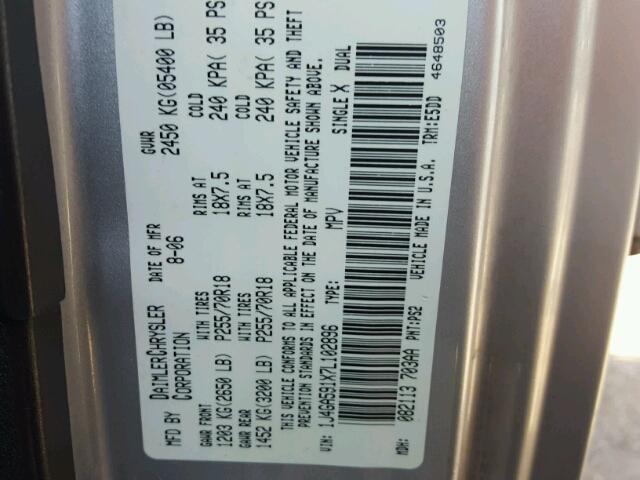 MFD BY DAIMLERCHRYSLER CORPORATION DATE OF MFR 8-06 GVWR 2450 KG(05400 LB)
GAWR FRONT WITH TIRES RIMS AT COLD
1203 KG(2650 LB) P255/70R18 18X7.5 240 KPA( 35 PS
GAWR REAR WITH TIRES RIMS AT COLD
1452 KG(3200 LB) P255/70R18 18X7.5 240 KPA( 35 PS
THIS VEHICLE CONFORMS TO ALL APPLICABLE FEDERAL MOTOR VEHICLE SAFETY AND THEFT
PREVENTION STANDARDS IN EFFECT ON THE DATE OF MANUFACTURE SHOWN ABOVE.
VIN: 1J4GA591X7L102896 TYPE: MPV SINGLE X DUAL
MDH: 082113 703AA PNT: PS2 VEHICLE MADE IN U.S.A. TRM: E5DD 4648503